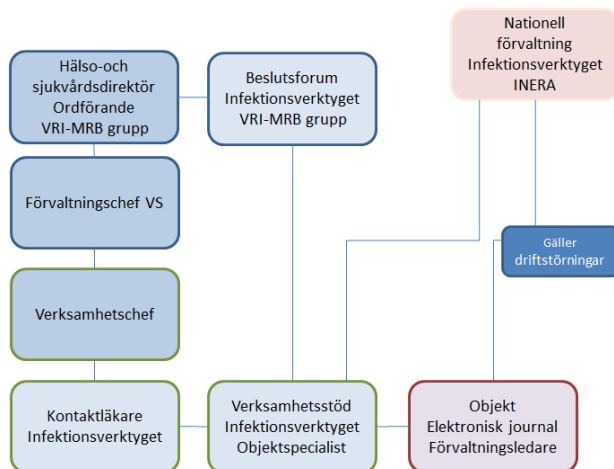 Nationell
förvaltning
Infektionsverktyget
INERA
Hälso-och
sjukvårdsdirektör
Ordförande
VRI-MRB grupp
Beslutsforum
Infektionsverktyget
VRI-MRB grupp
Förvaltningschef VS
Gäller
driftstörningar
Verksamhetschef
Kontaktläkare
Infektionsverktyget
Verksamhetsstöd
Infektionsverktyget
Objektspecialist
Objekt
Elektronisk journal
Förvaltningsledare